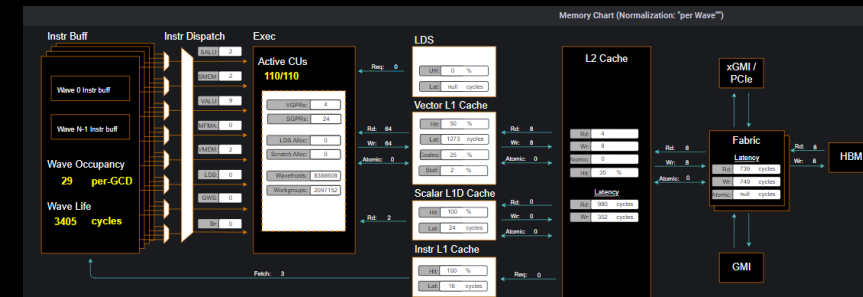 Memory Chart (Normalization: "per Wave"")
Instr Buff
Wave 0 Instr buff
Wave N-1 Instr buff
Wave Occupancy
29 per-GCD
Wave Life
3405 cycles
Instr Dispatch
SALU: 2
SMEM: 2
VALU: 9
MFMA: 0
VMEM: 2
LDS: 0
GWS: 0
Br: 0
Exec
Active CUs
110/110
VGPRs: 4
SGPRs: 24
LDS Alloc: 0
Scratch Alloc: 0
Wavefronts: 8388608
Workgroups: 2097152
Req: 0
Rd: 64
Wr: 64
Atomic: 0
Rd: 2
Fetch: 3
LDS
Util: 0 %
Lat: null cycles
Vector L1 Cache
Hit: 50 %
Lat: 1273 cycles
Coales: 25 %
Stall: 2 %
Scalar L1D Cache
Hit: 100 %
Lat: 24 cycles
Instr L1 Cache
Hit: 100 %
Lat: 16 cycles
Rd: 8
Wr: 8
Atomic: 0
Rd: 0
Wr: 0
Atomic: 0
Req: 0
L2 Cache
Rd: 4
Wr: 8
Atomic: 0
Hit: 35 %
Latency
Rd: 980 cycles
Wr: 302 cycles
Rd: 8
Wr: 8
Atomic: 0
xGMI /
PCIe
Fabric
Latency
Rd: 739 cycles
Wr: 749 cycles
Atomic: null cycles
GMI
Rd: 8
Wr: 8
HBM